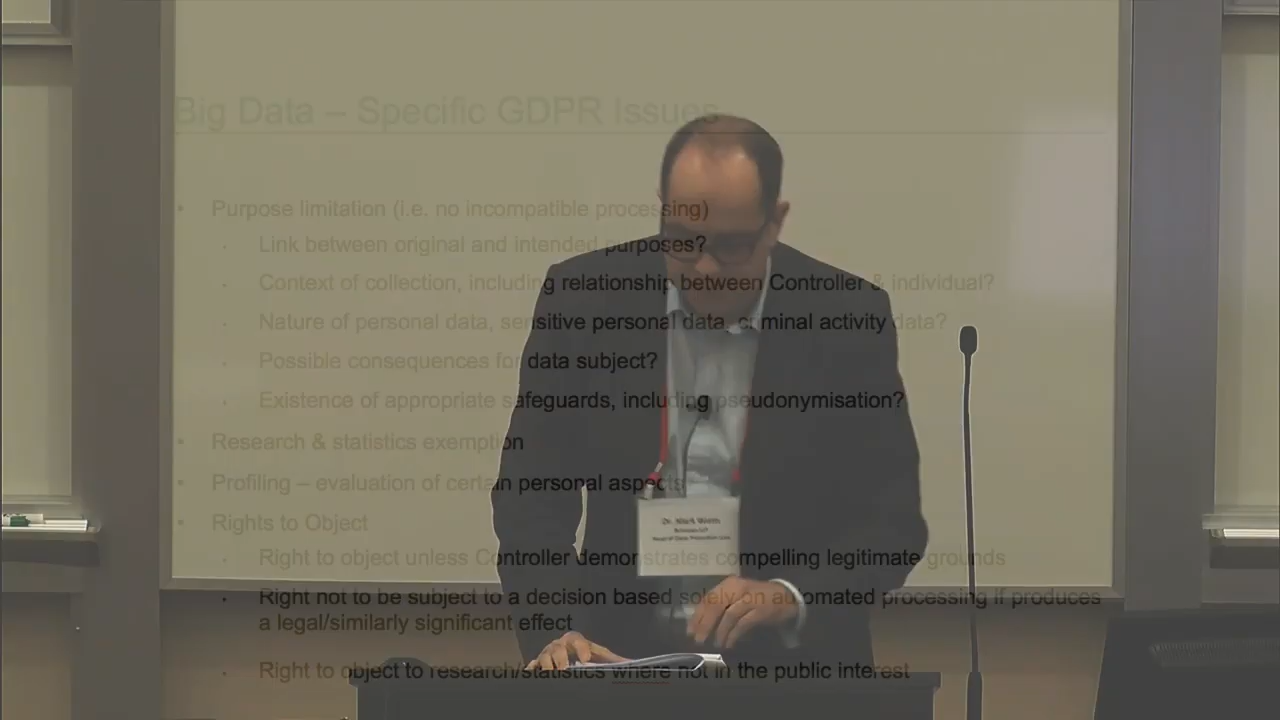 Big Data – Specific GDPR Issues
• Purpose limitation (i.e. no incompatible processing)
• Link between original and intended purposes?
• Context of collection, including relationship between Controller & individual?
• Nature of personal data, sensitive personal data, criminal activity data?
• Possible consequences for data subject?
• Existence of appropriate safeguards, including pseudonymisation?
• Research & statistics exemption
• Profiling – evaluation of certain personal aspects
• Rights to Object
• Right to object unless Controller demonstrates compelling legitimate grounds
• Right not to be subject to a decision based solely on automated processing if produces
a legal/similarly significant effect
• Right to object to research/statistics where not in the public interest
Dr. Mark
Head of Data Protection Law